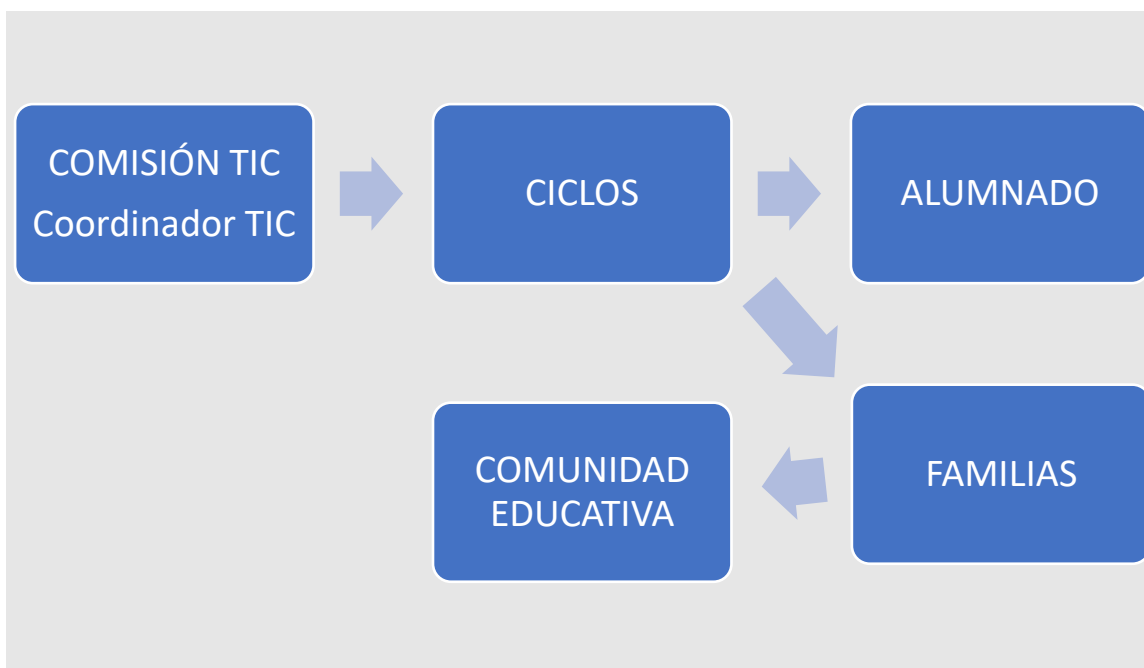 COMISIÓN TIC
Coordinador TIC
CICLOS
ALUMNADO
COMUNIDAD
EDUCATIVA
FAMILIAS